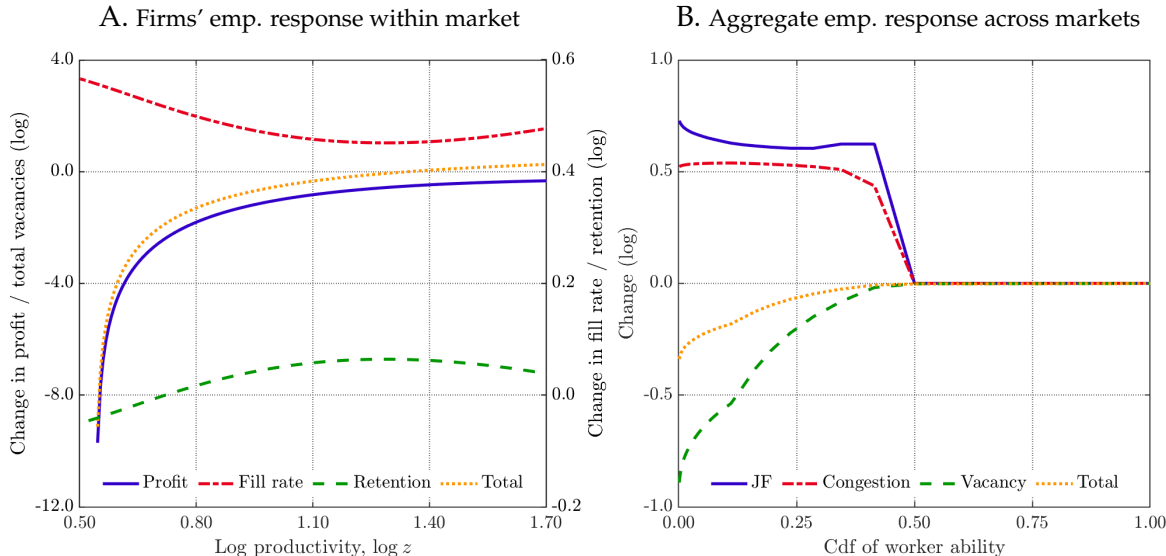 A. Firms' emp. response within market
4.0
0.0
-4.0
-8.0
-12.0
Change in profit / total vacancies (log)
0.6
0.4
0.2
0.0
-0.2
Change in fill rate / retention (log)
Profit Fill rate Retention Total
0.50 0.80 1.10 1.40 1.70
Log productivity, log z
B. Aggregate emp. response across markets
1.0
0.5
0.0
-0.5
-1.0
Change (log)
JF Congestion Vacancy Total
0.00 0.25 0.50 0.75 1.00
Cdf of worker ability